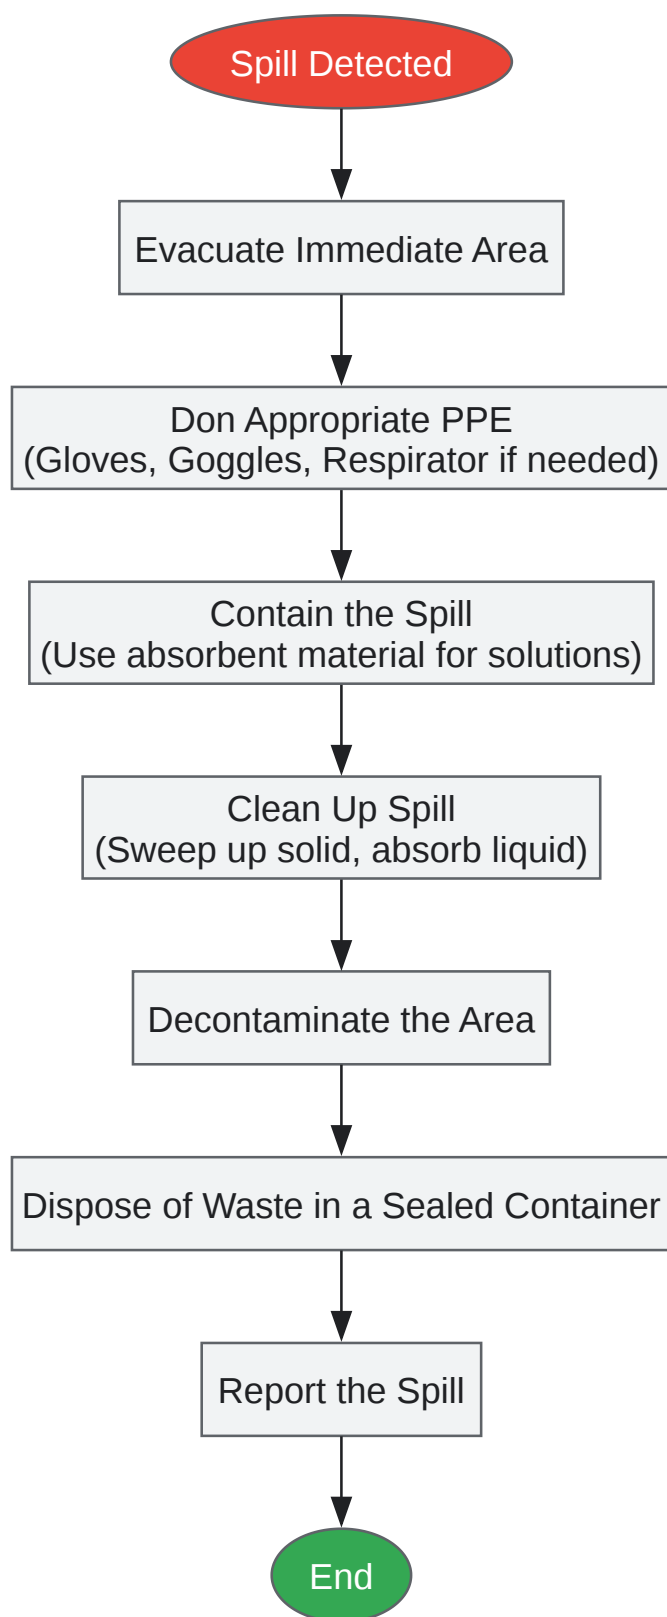 Spill Detected
Evacuate Immediate Area
Don Appropriate PPE
(Gloves, Goggles, Respirator if needed)
Contain the Spill
(Use absorbent material for solutions)
Clean Up Spill
(Sweep up solid, absorb liquid)
Decontaminate the Area
Dispose of Waste in a Sealed Container
Report the Spill
End